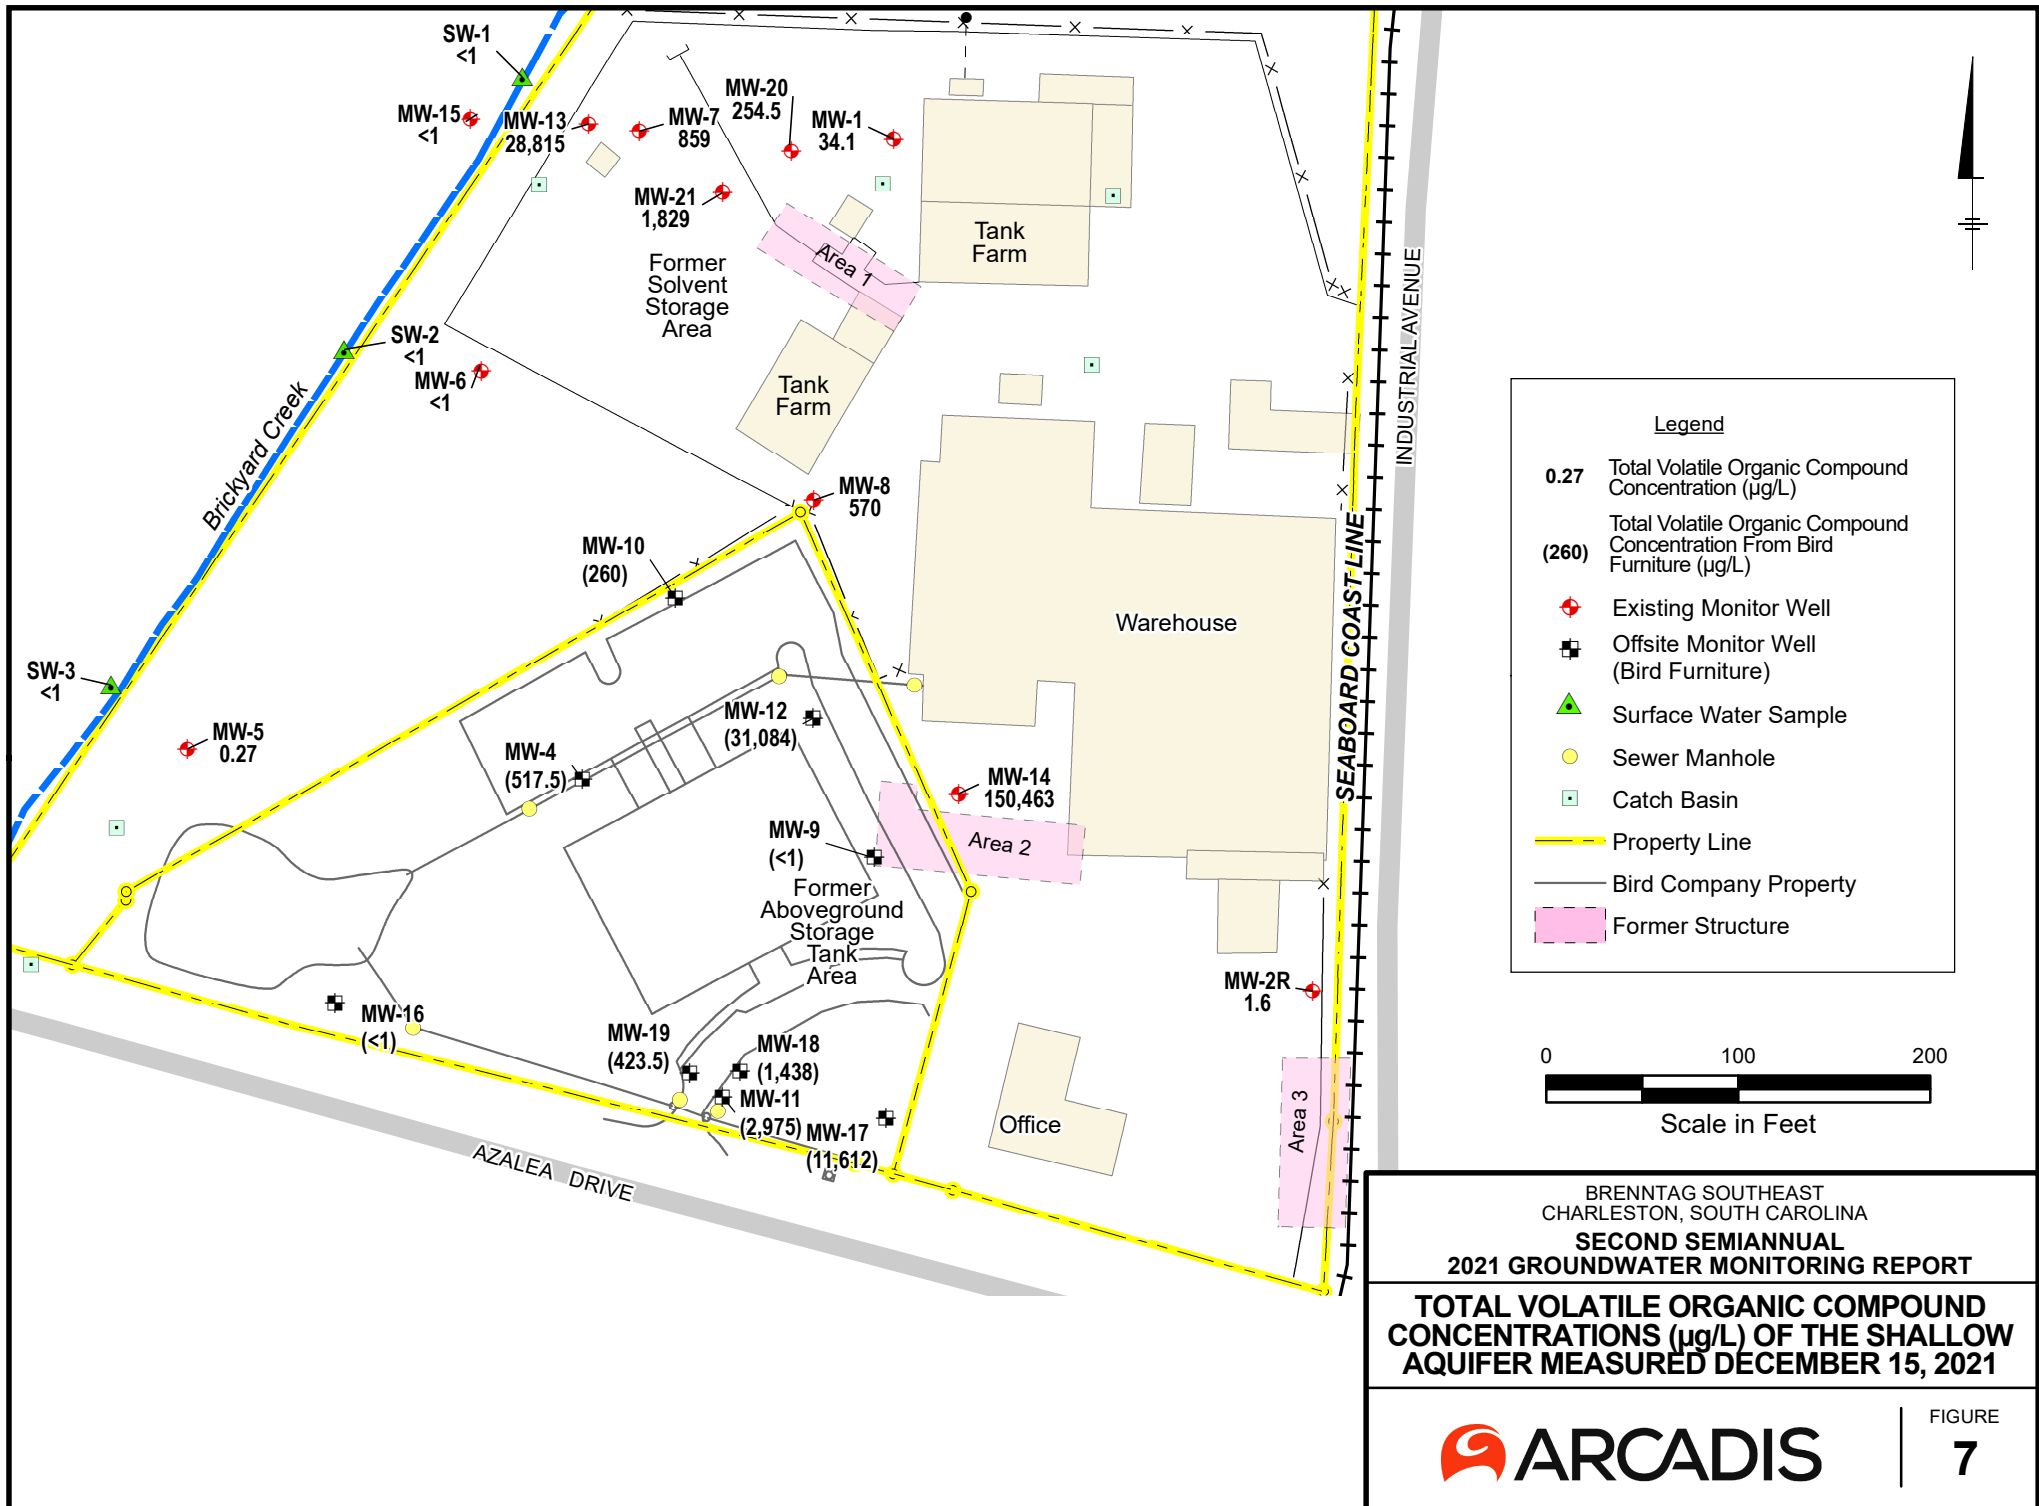 SW-1
<1
MW-15
<1
MW-13
28,815
MW-7
859
MW-20
254.5
MW-1
34.1
MW-21
1,829
Former
Solvent
Storage
Area
Area 1
Tank
Farm
SW-2
<1
MW-6
<1
Tank
Farm
Brickyard Creek
INDUSTRIAL AVENUE
MW-8
570
MW-10
(260)
Warehouse
SEABOARD COAST LINE
SW-3
<1
MW-5
0.27
MW-12
(31,084)
MW-4
(517.5)
MW-14
150,463
MW-9
(<1)
Area 2
Former
Aboveground
Storage
Tank
Area
MW-2R
1.6
MW-16
(<1)
MW-19
(423.5)
MW-18
(1,438)
MW-11
(2,975)
MW-17
(11,612)
Office
Area 3
AZALEA DRIVE
Legend
0.27 Total Volatile Organic Compound
Concentration (µg/L)
Total Volatile Organic Compound
(260) Concentration From Bird
Furniture (µg/L)
Existing Monitor Well
Offsite Monitor Well
(Bird Furniture)
Surface Water Sample
Sewer Manhole
Catch Basin
Property Line
Bird Company Property
Former Structure
0 100 200
Scale in Feet
BRENNTAG SOUTHEAST
CHARLESTON, SOUTH CAROLINA
SECOND SEMIANNUAL
2021 GROUNDWATER MONITORING REPORT
TOTAL VOLATILE ORGANIC COMPOUND
CONCENTRATIONS (µg/L) OF THE SHALLOW
AQUIFER MEASURED DECEMBER 15, 2021
ARCADIS
FIGURE
7